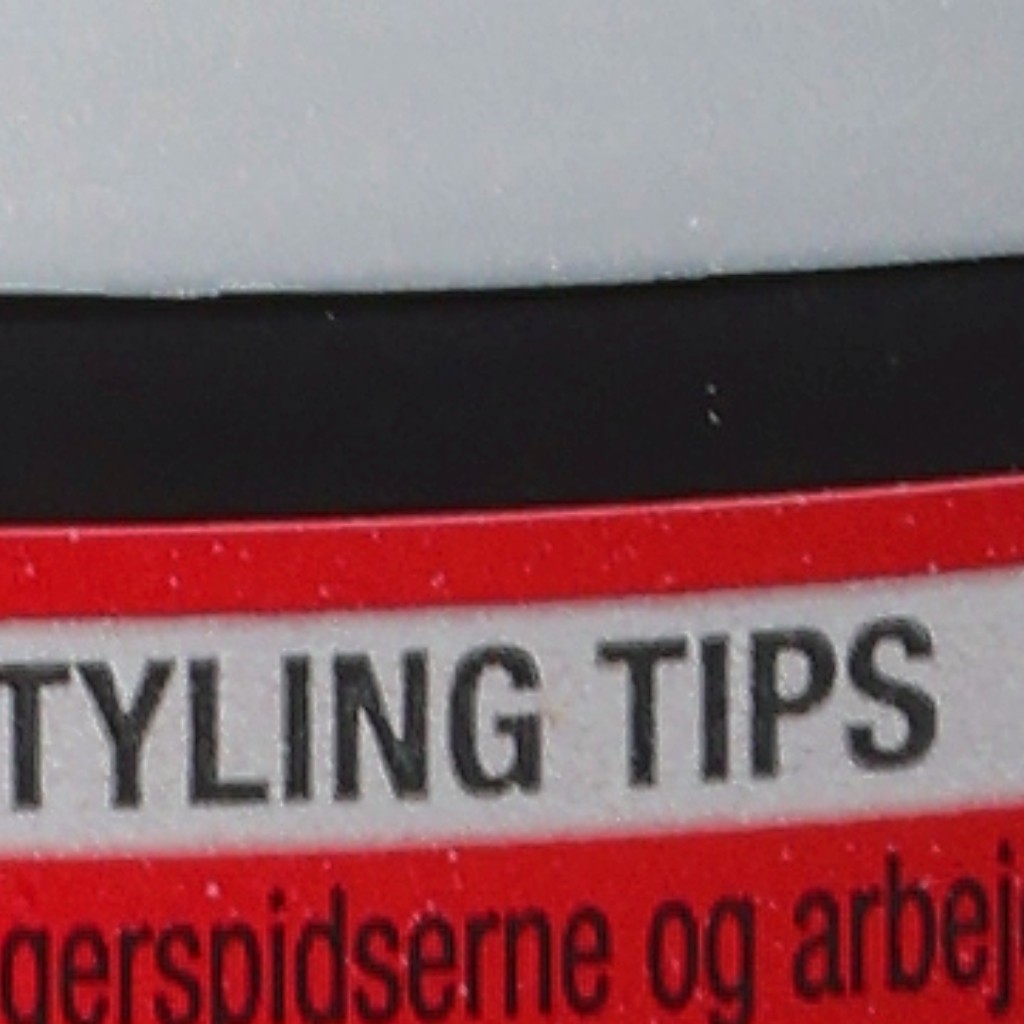 TYLING TIPS
gerspidserne og arbej